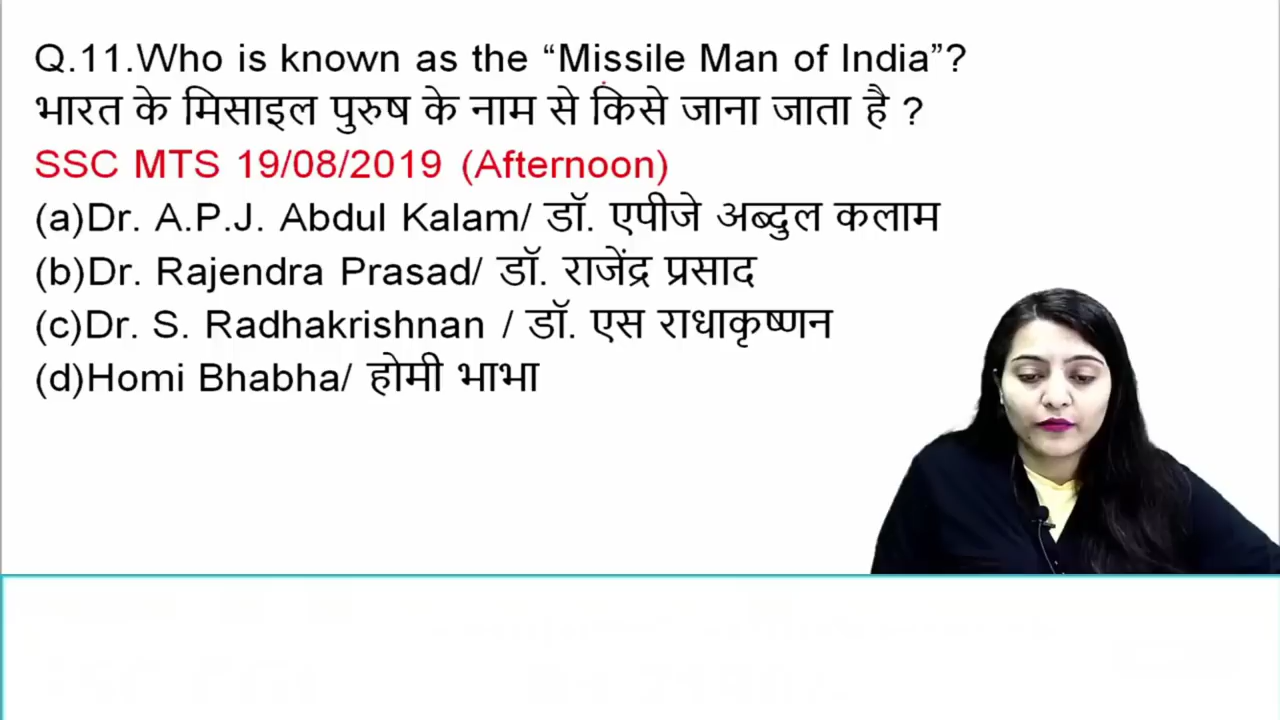 Q.11.Who is known as the “Missile Man of India”?
भारत के मिसाइल पुरुष के नाम से किसे जाना जाता है ?
SSC MTS 19/08/2019 (Afternoon)
(a)Dr. A.P.J. Abdul Kalam/ डॉ. एपीजे अब्दुल कलाम
(b)Dr. Rajendra Prasad/ डॉ. राजेंद्र प्रसाद
(c)Dr. S. Radhakrishnan / डॉ. एस राधाकृष्णन
(d)Homi Bhabha/ होमी भाभा